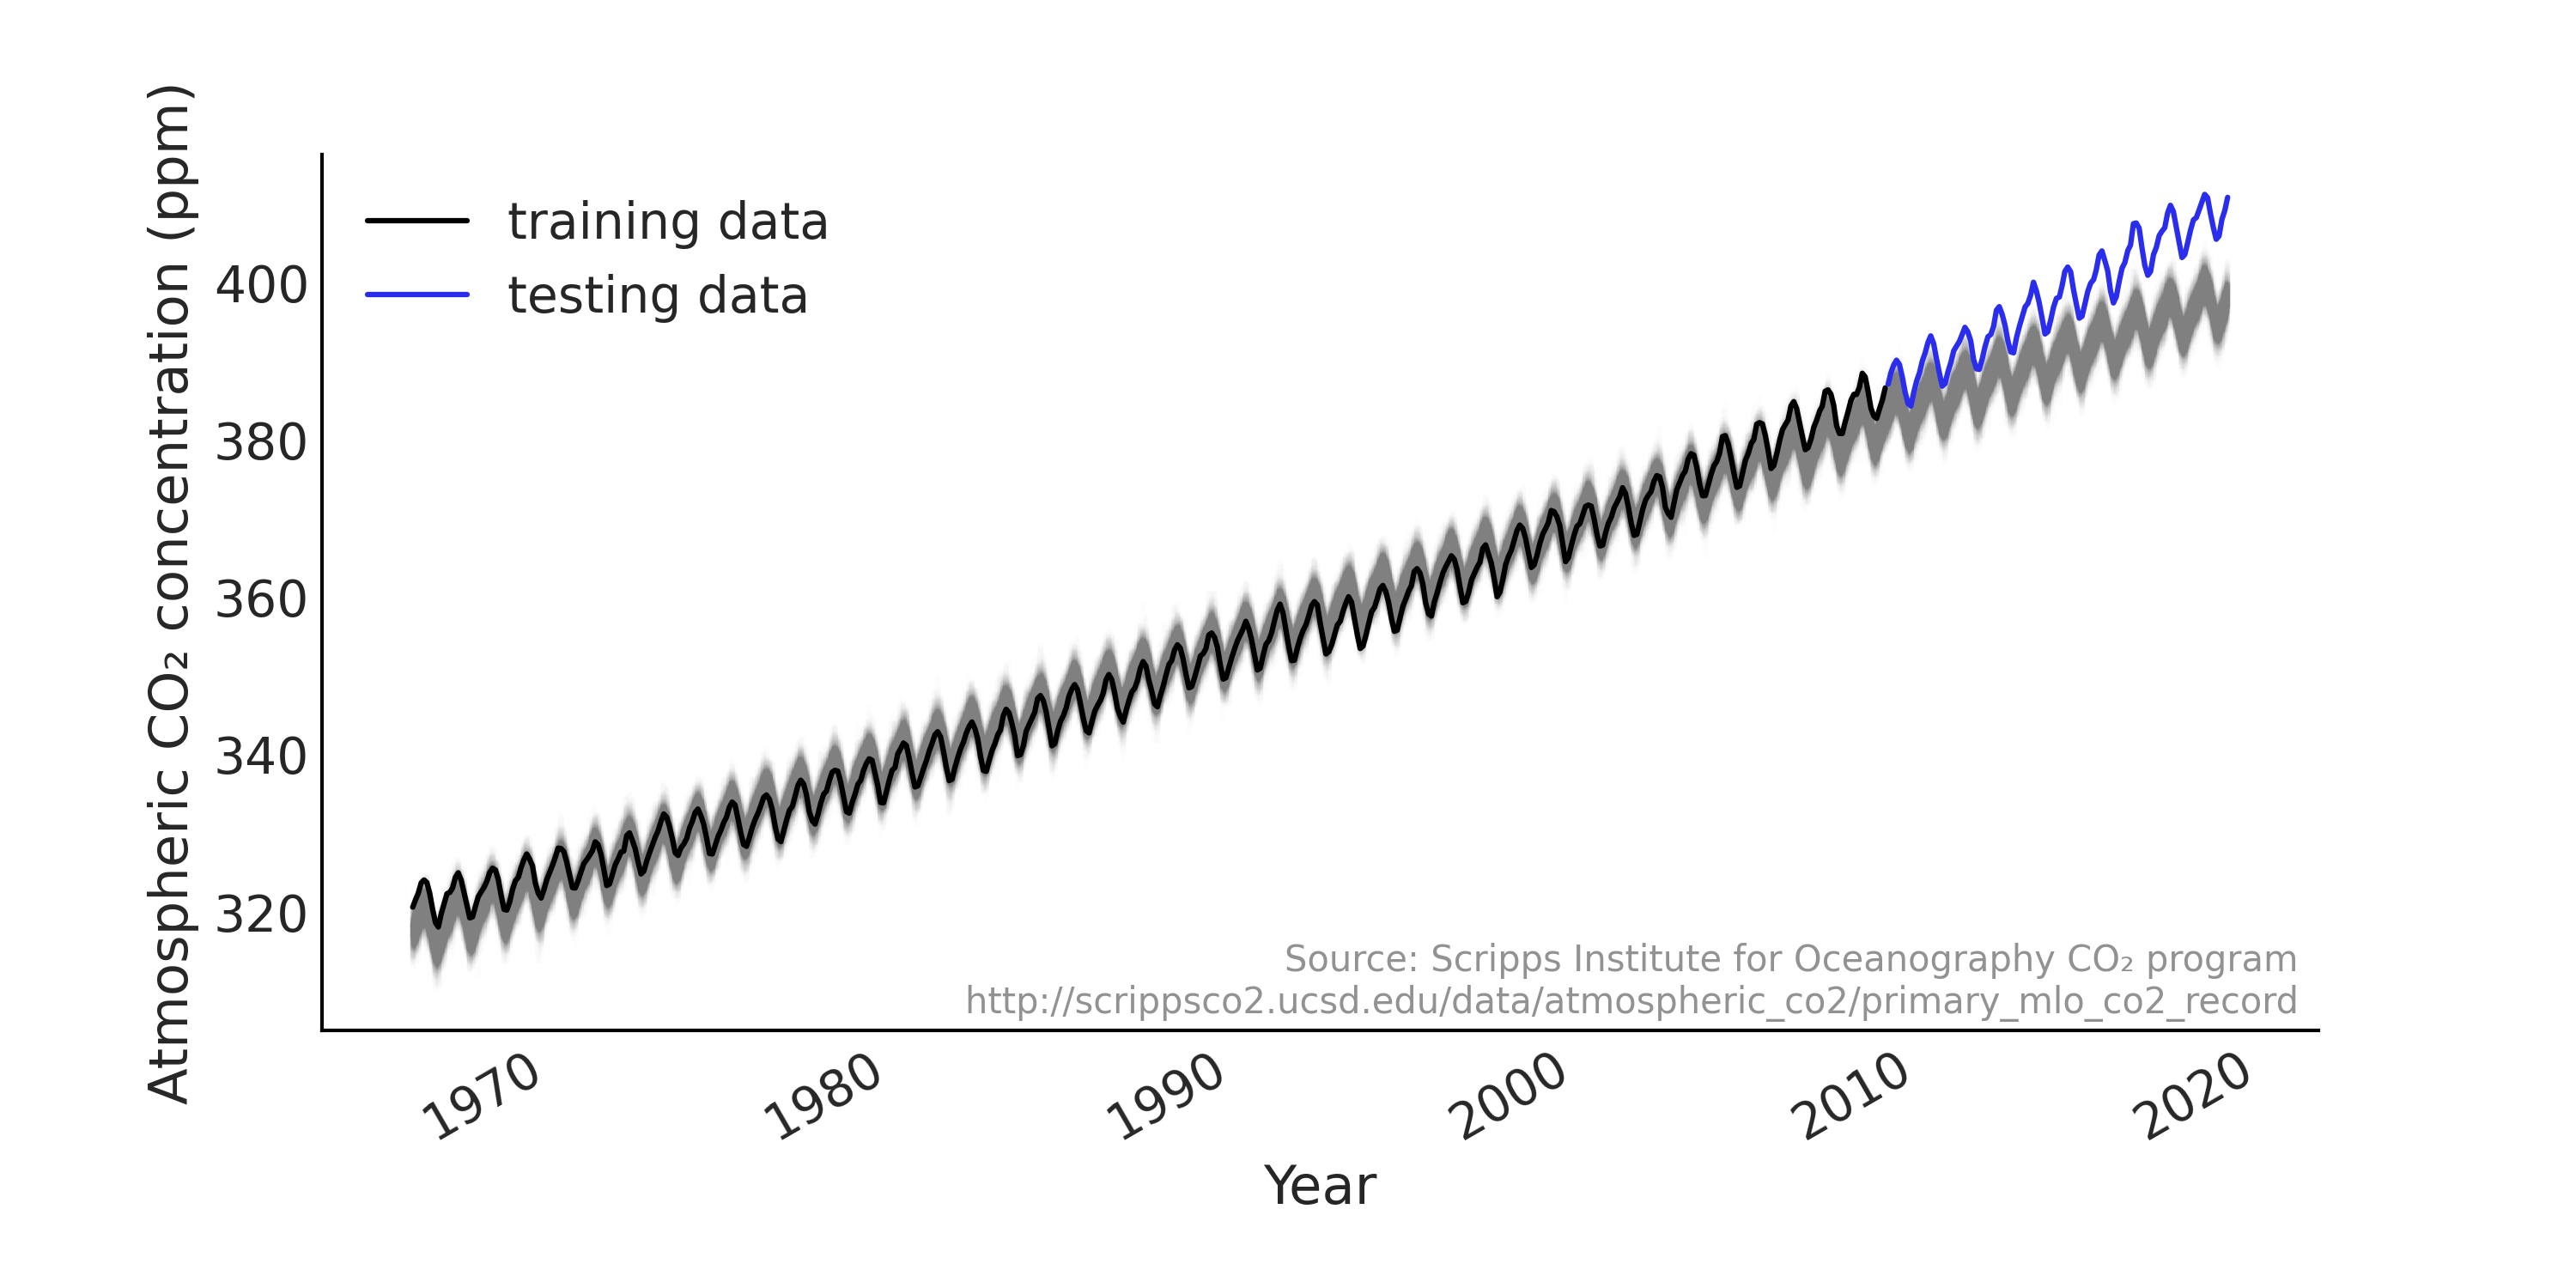 Atmospheric CO₂ concentration (ppm)
training data
testing data
400
380
360
340
320
Source: Scripps Institute for Oceanography CO₂ program
http://scrippsco2.ucsd.edu/data/atmospheric_co2/primary_mlo_co2_record
1970 1980 1990 2000 2010 2020
Year